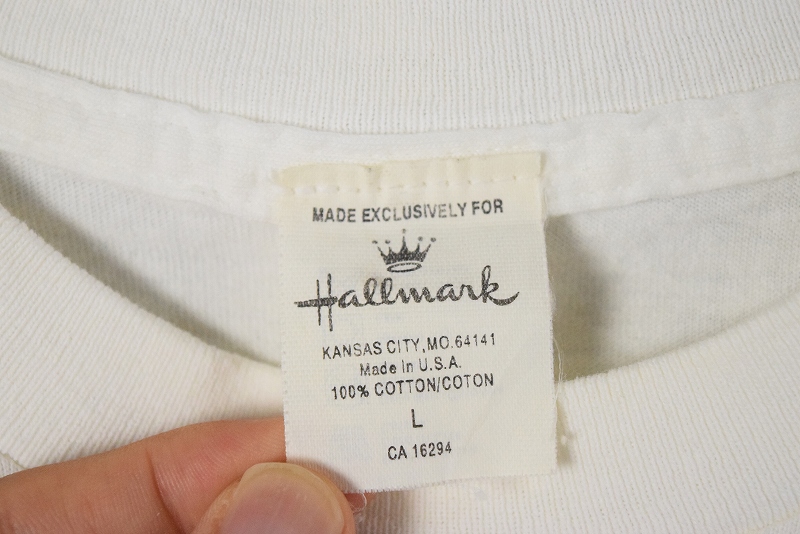 MADE EXCLUSIVELY FOR
Hallmark
KANSAS CITY, MO. 64141
Made In U.S.A.
100% COTTON/COTON
L
CA 16294